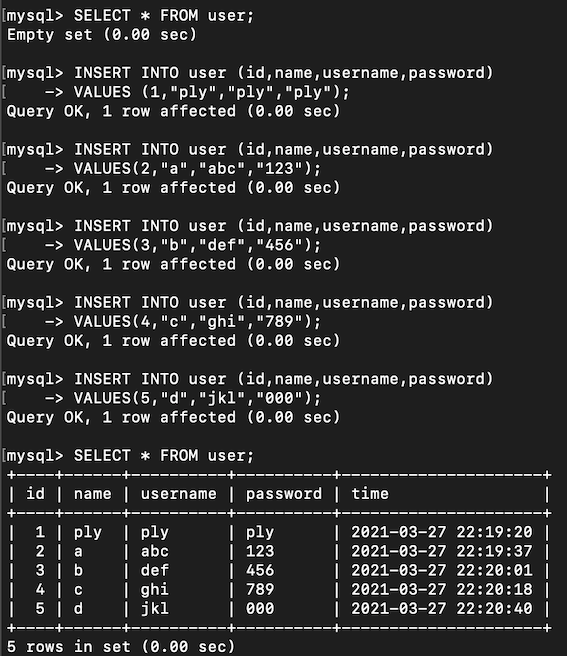 [mysql> SELECT * FROM user;
Empty set (0.00 sec)

[mysql> INSERT INTO user (id,name,username,password)
[    -> VALUES (1,"ply","ply","ply");
Query OK, 1 row affected (0.00 sec)

[mysql> INSERT INTO user (id,name,username,password)
[    -> VALUES(2,"a","abc","123");
Query OK, 1 row affected (0.00 sec)

[mysql> INSERT INTO user (id,name,username,password)
[    -> VALUES(3,"b","def","456");
Query OK, 1 row affected (0.00 sec)

[mysql> INSERT INTO user (id,name,username,password)
[    -> VALUES(4,"c","ghi","789");
Query OK, 1 row affected (0.00 sec)

[mysql> INSERT INTO user (id,name,username,password)
[    -> VALUES(5,"d","jkl","000");
Query OK, 1 row affected (0.00 sec)

[mysql> SELECT * FROM user;
+----+------+----------+----------+---------------------+
| id | name | username | password | time                |
+----+------+----------+----------+---------------------+
|  1 | ply  | ply      | ply      | 2021-03-27 22:19:20 |
|  2 | a    | abc      | 123      | 2021-03-27 22:19:37 |
|  3 | b    | def      | 456      | 2021-03-27 22:20:01 |
|  4 | c    | ghi      | 789      | 2021-03-27 22:20:18 |
|  5 | d    | jkl      | 000      | 2021-03-27 22:20:40 |
+----+------+----------+----------+---------------------+
5 rows in set (0.00 sec)